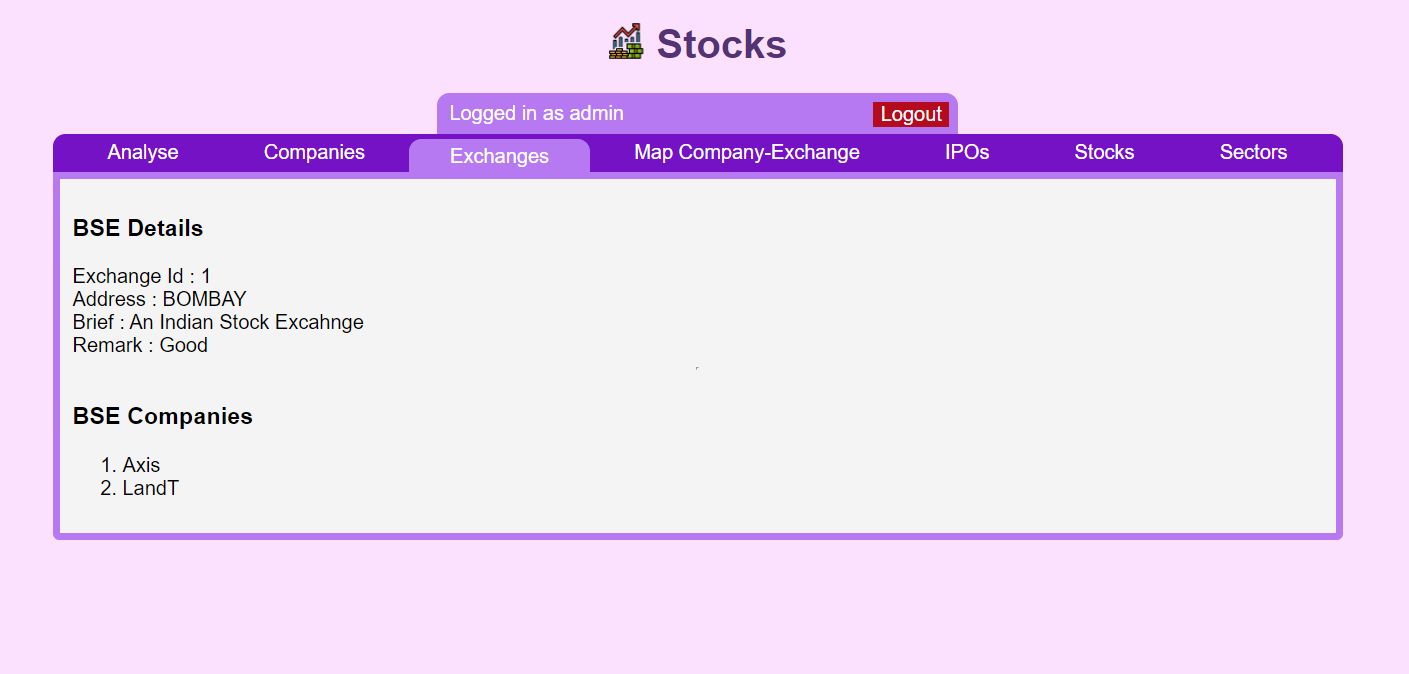 Stocks
Logged in as admin Logout
Analyse Companies Exchanges Map Company-Exchange IPOs Stocks Sectors
BSE Details
Exchange Id : 1
Address : BOMBAY
Brief : An Indian Stock Excahnge
Remark : Good
BSE Companies
1. Axis
2. LandT